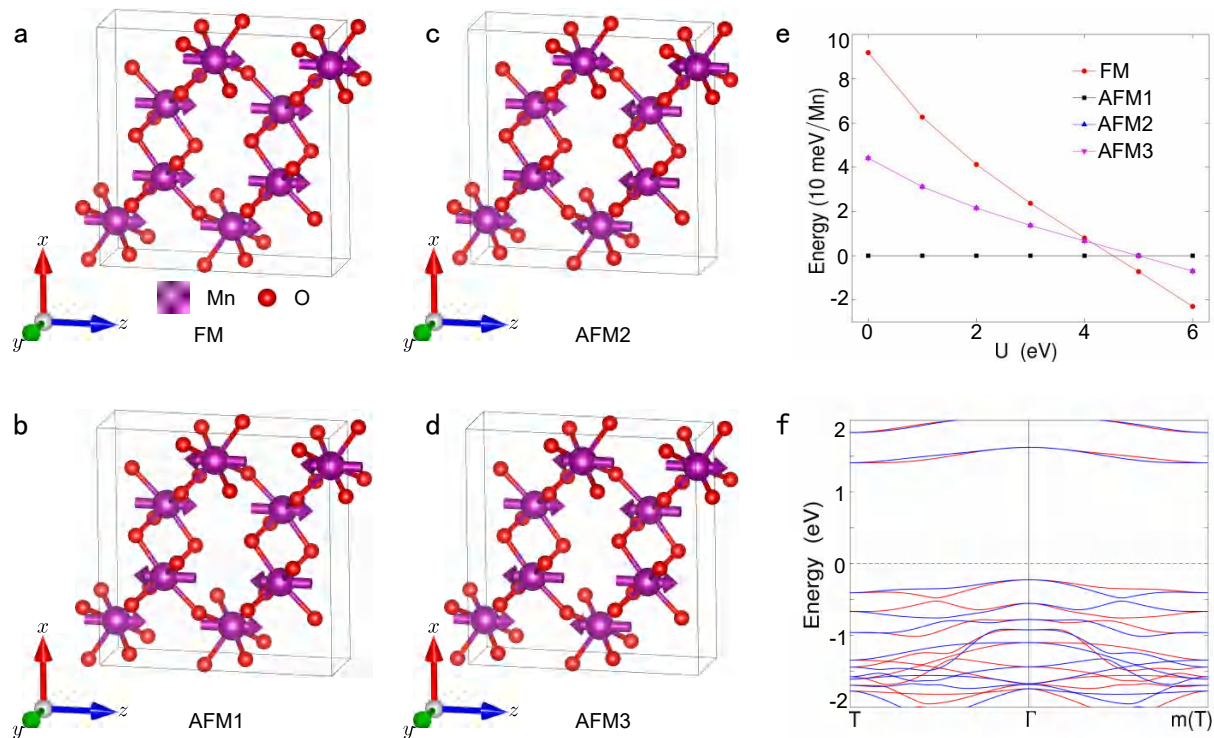 a
x
y
z
Mn
O
FM
c
x
y
z
AFM2
e
Energy (10 meV/Mn)
10
8
6
4
2
0
-2
FM
AFM1
AFM2
AFM3
0
2
4
6
U (eV)
b
x
y
z
AFM1
d
x
y
z
AFM3
f
Energy (eV)
2
1
0
-1
-2
T
Γ
m(T)